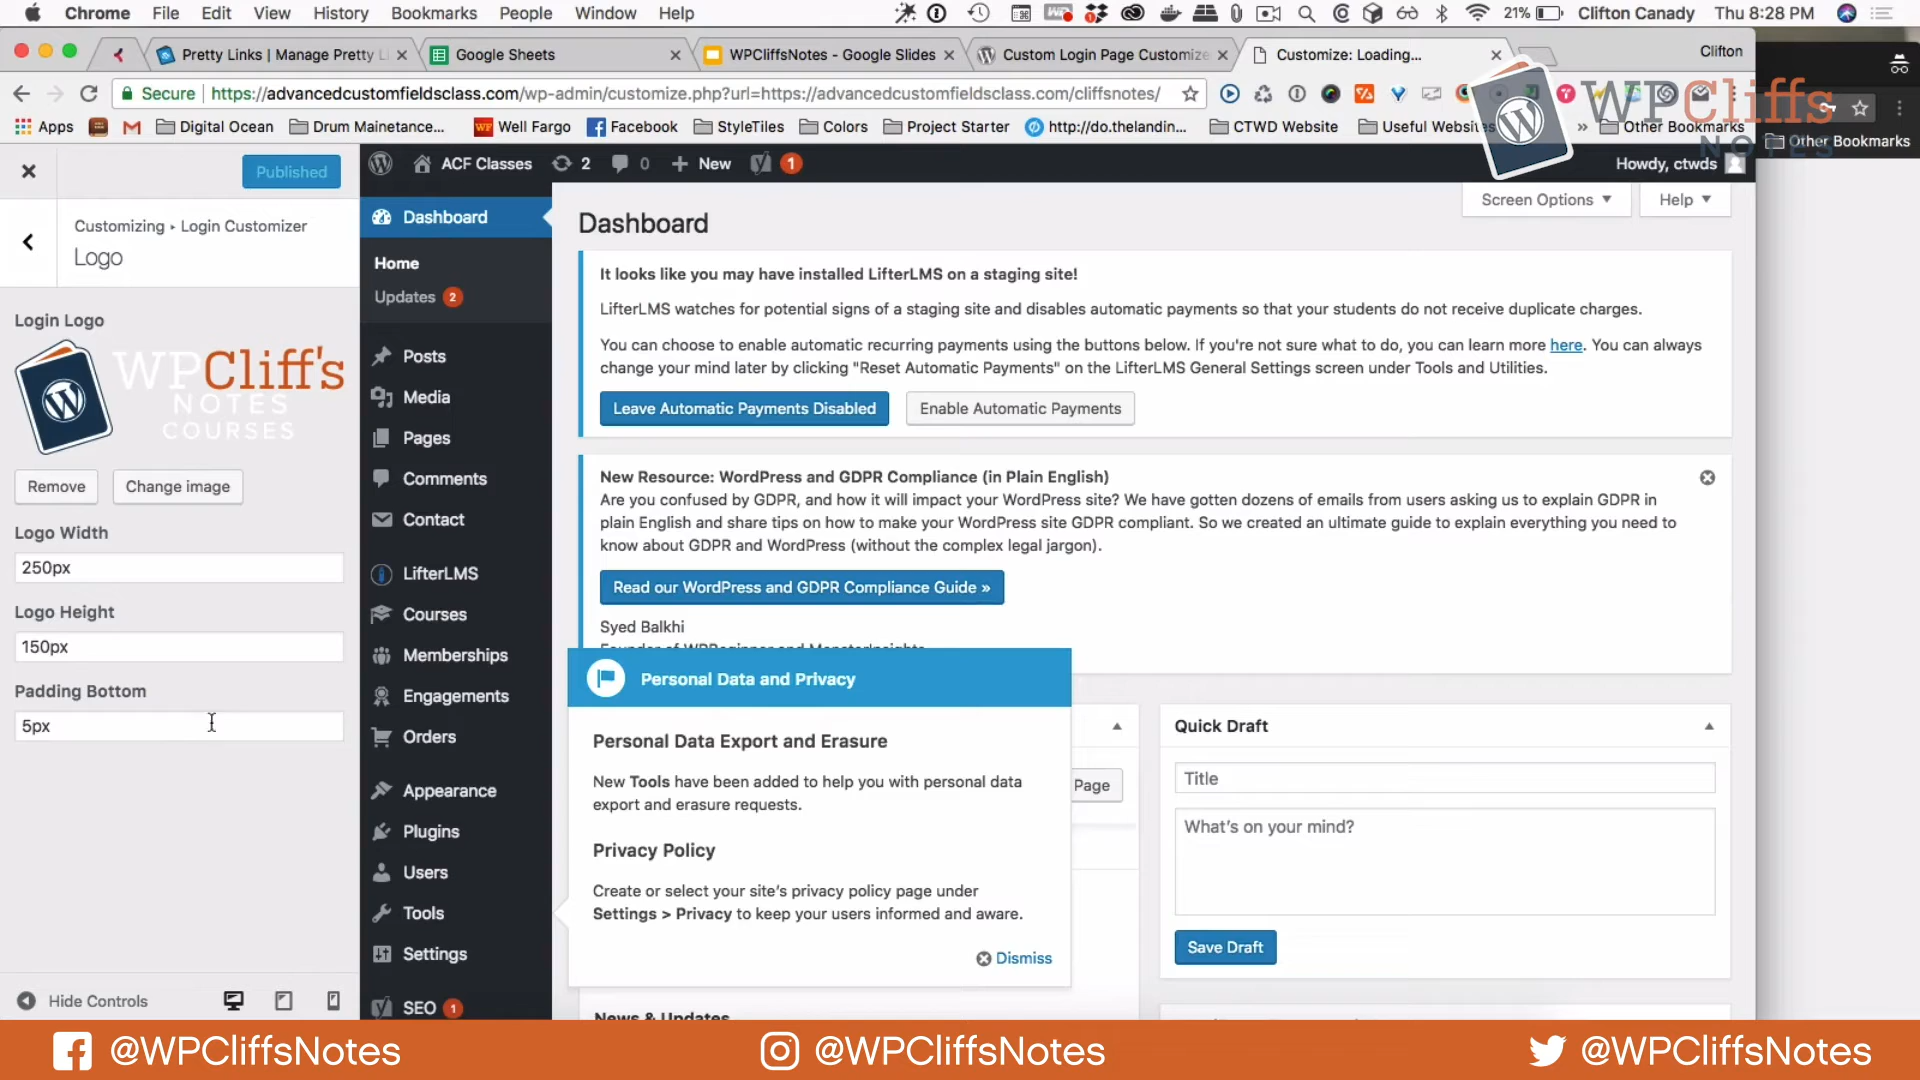 Chrome File Edit View History Bookmarks People Window Help 21% Clifton Canady Thu 8:28 PM
Pretty Links | Manage Pretty Li
Google Sheets
WPCliffsNotes - Google Slides
Custom Login Page Customize
Customize: Loading...
Clifton
Secure | https://advancedcustomfieldsclass.com/wp-admin/customize.php?url=https://advancedcustomfieldsclass.com/cliffsnotes/
WPCliffs
NOTES
Apps Digital Ocean Drum Mainetance... Well Fargo Facebook StyleTiles Colors Project Starter http://do.thelandin... CTWD Website Useful Websites » Other Bookmarks
Other Bookmarks
Published
Customizing ▸ Login Customizer
Logo
Login Logo
WPCliff's
NOTES
COURSES
Remove
Change image
Logo Width
250px
Logo Height
150px
Padding Bottom
5px
Hide Controls
ACF Classes 2 0 New 1 Howdy, ctwds
Dashboard
Home
Updates 2
Posts
Media
Pages
Comments
Contact
LifterLMS
Courses
Memberships
Engagements
Orders
Appearance
Plugins
Users
Tools
Settings
SEO 1
Screen Options
Help
Dashboard
It looks like you may have installed LifterLMS on a staging site!
LifterLMS watches for potential signs of a staging site and disables automatic payments so that your students do not receive duplicate charges.
You can choose to enable automatic recurring payments using the buttons below. If you're not sure what to do, you can learn more here. You can always
change your mind later by clicking "Reset Automatic Payments" on the LifterLMS General Settings screen under Tools and Utilities.
Leave Automatic Payments Disabled
Enable Automatic Payments
New Resource: WordPress and GDPR Compliance (in Plain English)
Are you confused by GDPR, and how it will impact your WordPress site? We have gotten dozens of emails from users asking us to explain GDPR in
plain English and share tips on how to make your WordPress site GDPR compliant. So we created an ultimate guide to explain everything you need to
know about GDPR and WordPress (without the complex legal jargon).
Read our WordPress and GDPR Compliance Guide »
Syed Balkhi
Founder of WPBeginner and MonsterInsights
Personal Data and Privacy
Personal Data Export and Erasure
New Tools have been added to help you with personal data
export and erasure requests.
Privacy Policy
Create or select your site's privacy policy page under
Settings > Privacy to keep your users informed and aware.
Dismiss
Page
Quick Draft
Title
What's on your mind?
Save Draft
News & Updates
@WPCliffsNotes
@WPCliffsNotes
@WPCliffsNotes